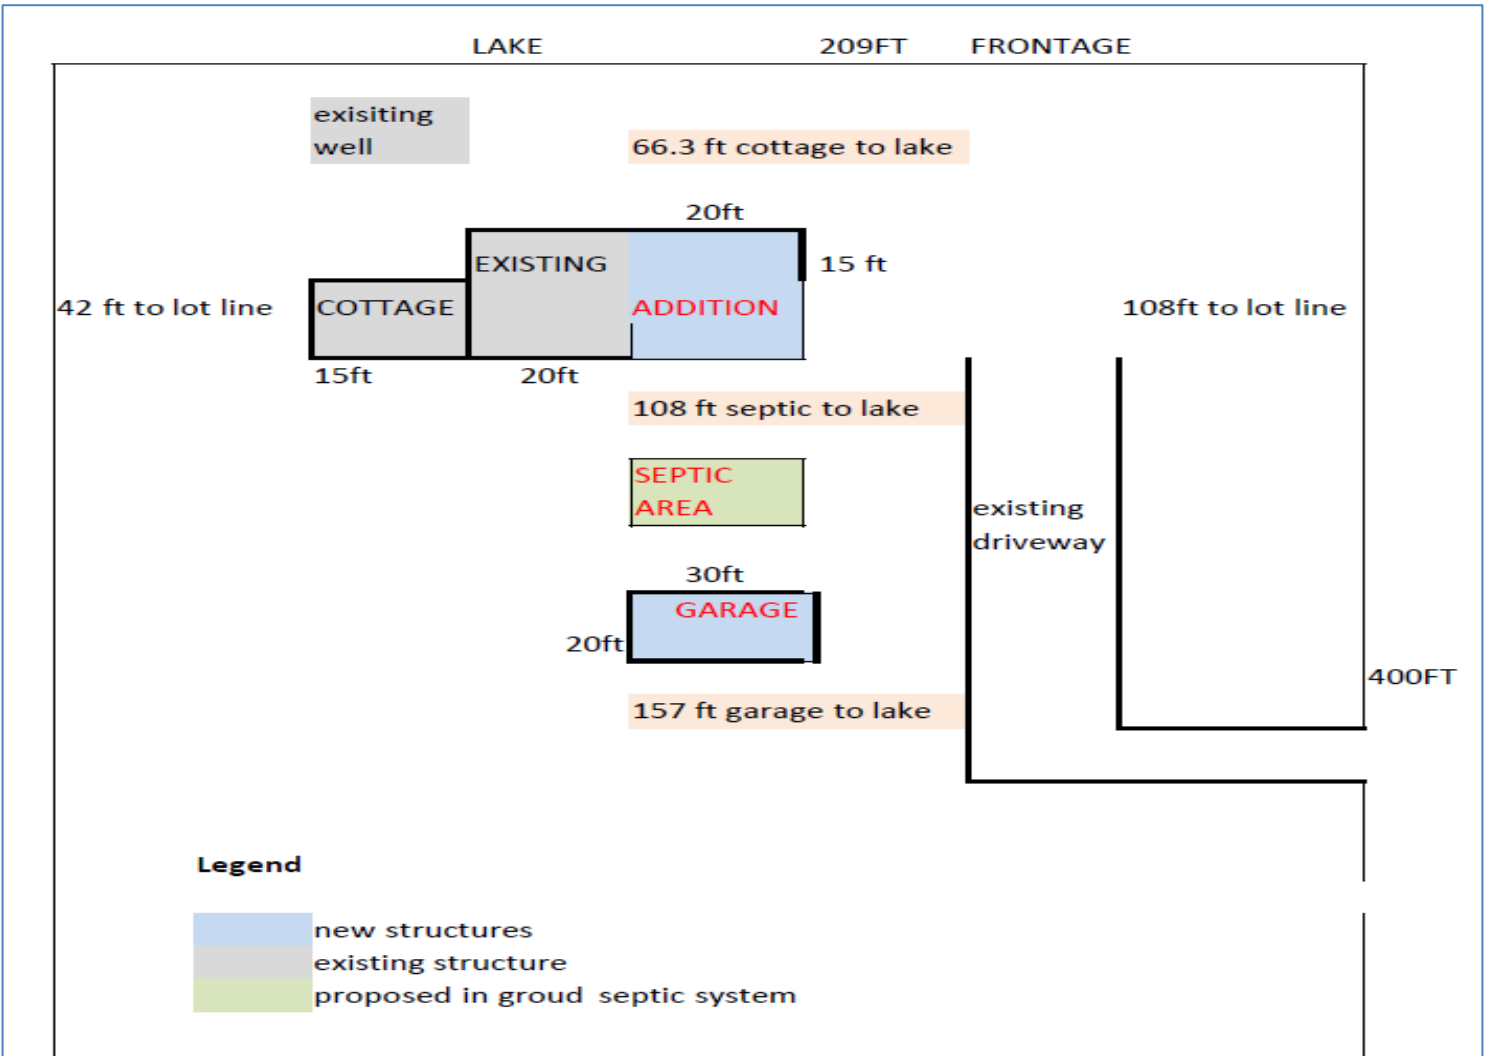 LAKE 209FT FRONTAGE
exisiting
well
66.3 ft cottage to lake
20ft
EXISTING
15 ft
42 ft to lot line
COTTAGE
ADDITION
108ft to lot line
15ft
20ft
108 ft septic to lake
SEPTIC
AREA
existing
driveway
30ft
GARAGE
20ft
400FT
157 ft garage to lake
Legend
new structures
existing structure
proposed in groud septic system